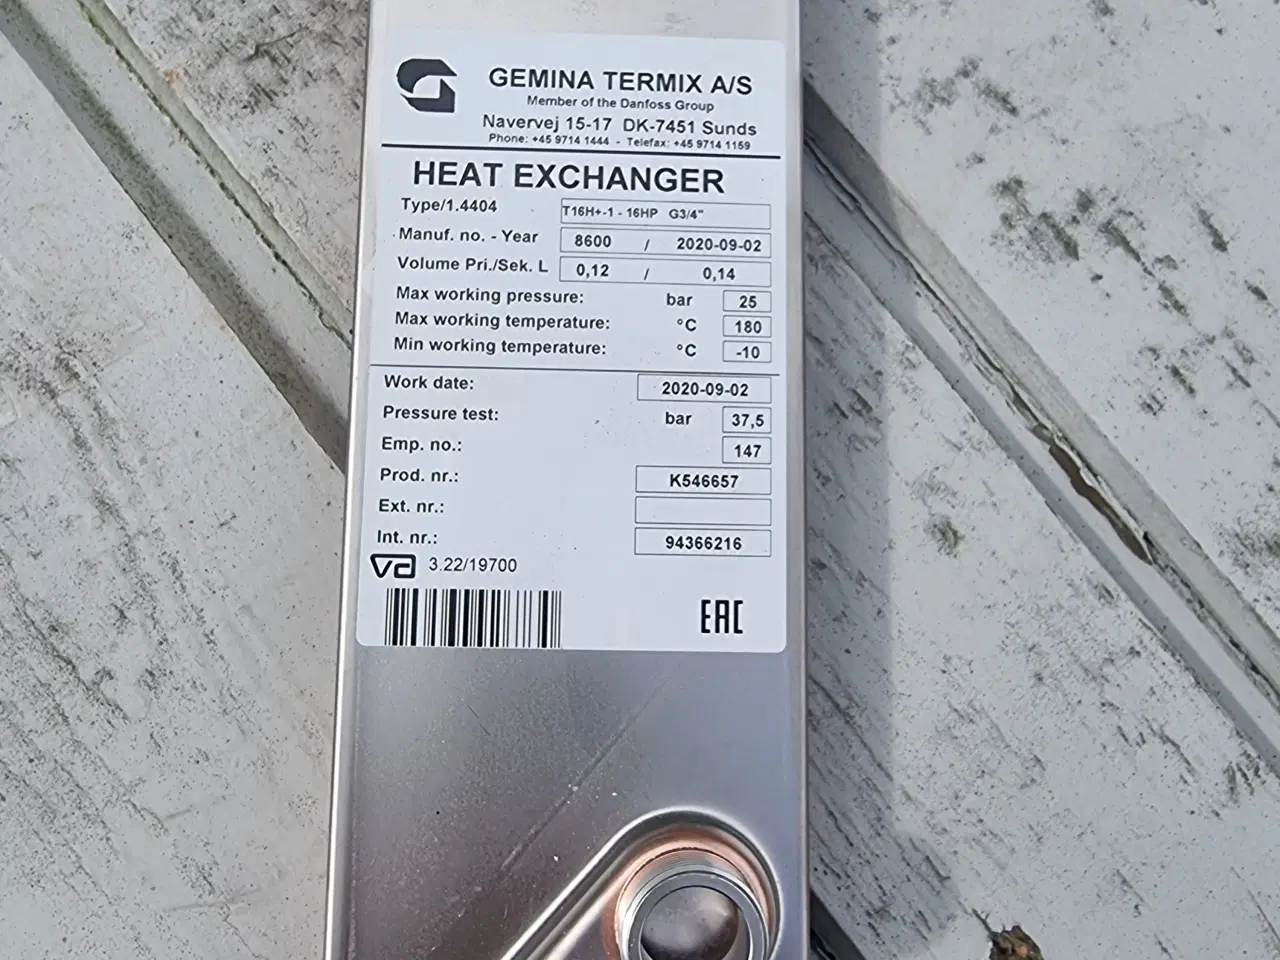 GEMINA TERMIX A/S
Member of the Danfoss Group
Navervej 15-17 DK-7451 Sunds
Phone: +45 9714 1444 - Telefax: +45 9714 1159
HEAT EXCHANGER
Type/1.4404 T16H+-1 - 16HP G3/4"
Manuf. no. - Year 8600 / 2020-09-02
Volume Pri./Sek. L 0,12 / 0,14
Max working pressure: bar 25
Max working temperature: °C 180
Min working temperature: °C -10
Work date: 2020-09-02
Pressure test: bar 37,5
Emp. no.: 147
Prod. nr.: K546657
Ext. nr.:
Int. nr.: 94366216
va 3.22/19700
EAC